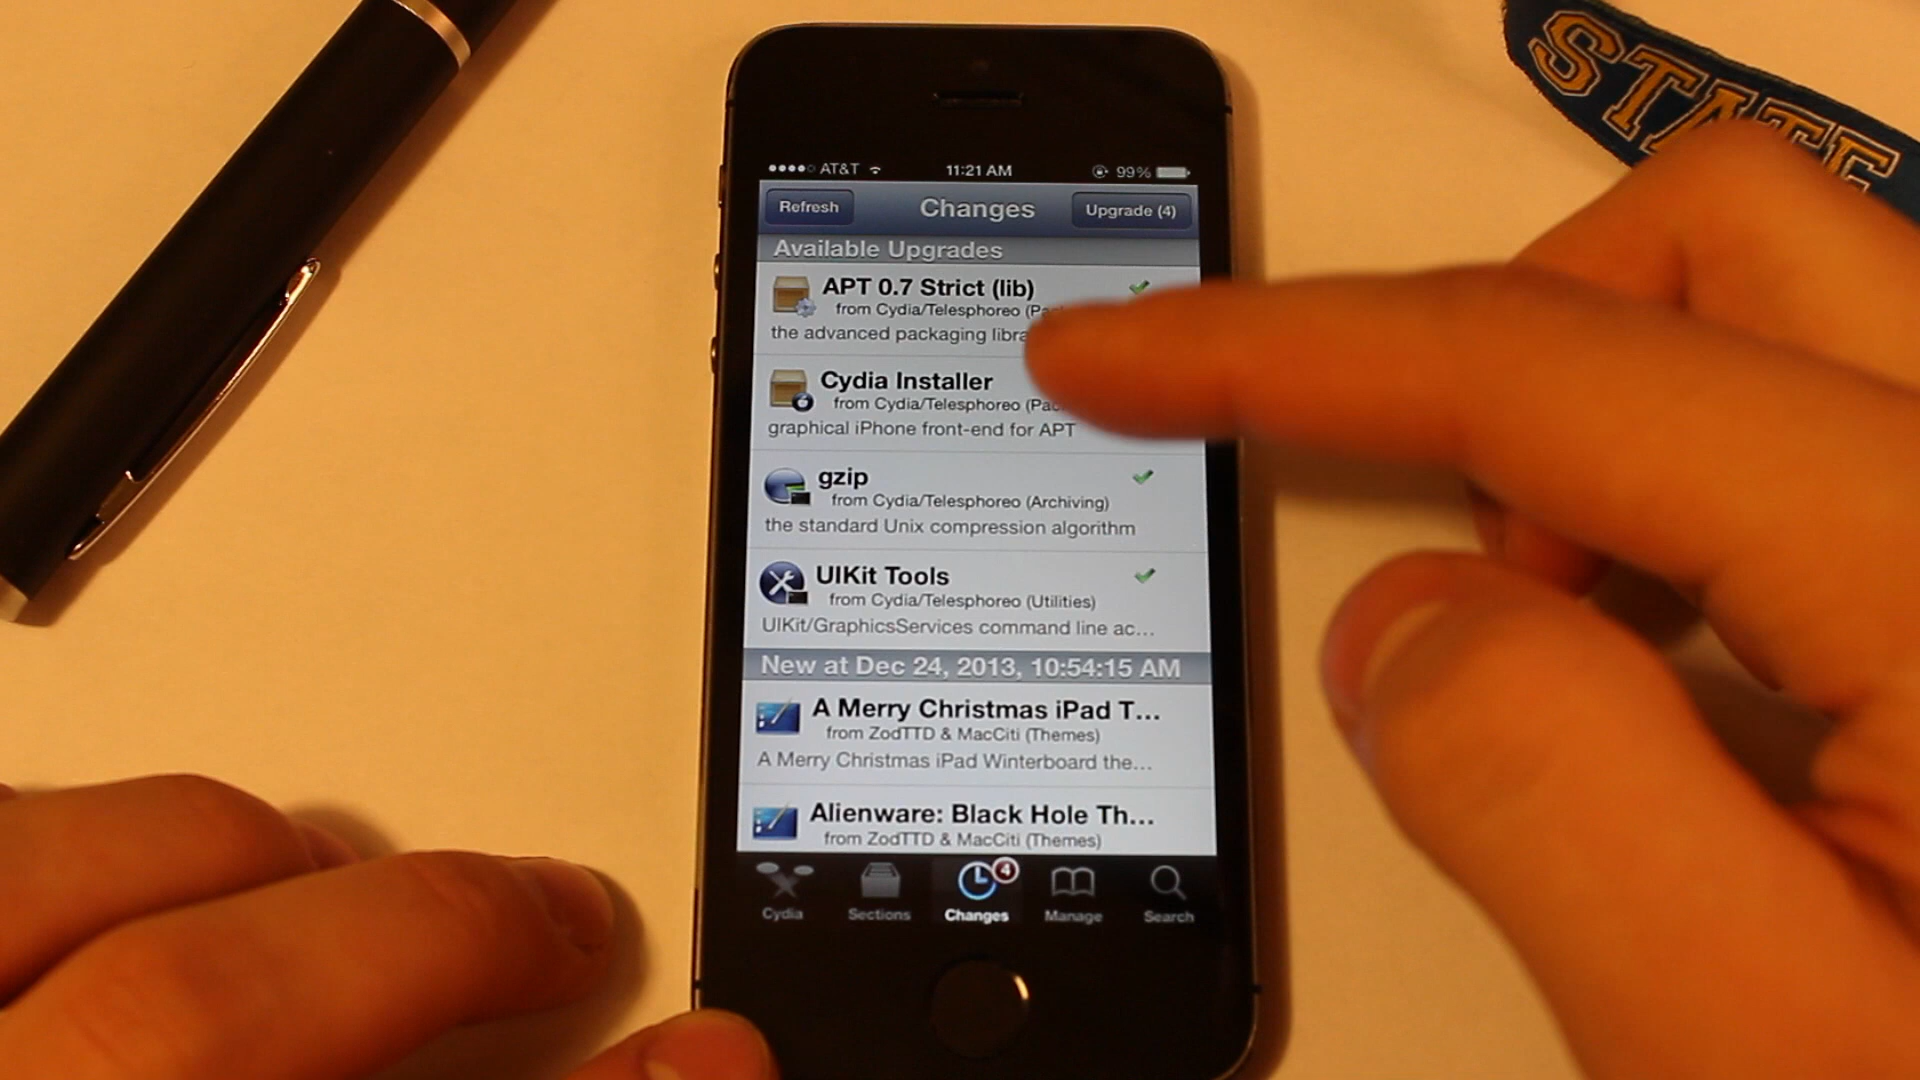 STATE
AT&T 11:21 AM 99%
Refresh Changes Upgrade (4)
Available Upgrades
APT 0.7 Strict (lib)
from Cydia/Telesphoreo
the advanced packaging
Cydia Installer
from Cydia/Telesphoreo
graphical iPhone front-end for APT
gzip
from Cydia/Telesphoreo (Archiving)
the standard Unix compression algorithm
UIKit Tools
from Cydia/Telesphoreo (Utilities)
UIKit/GraphicsServices command line ac...
New at Dec 24, 2013, 10:54:15 AM
A Merry Christmas iPad T...
from ZodTTD & MacCiti (Themes)
A Merry Christmas iPad Winterboard the...
Alienware: Black Hole Th...
from ZodTTD & MacCiti (Themes)
4
Cydia Sections Changes Manage Search